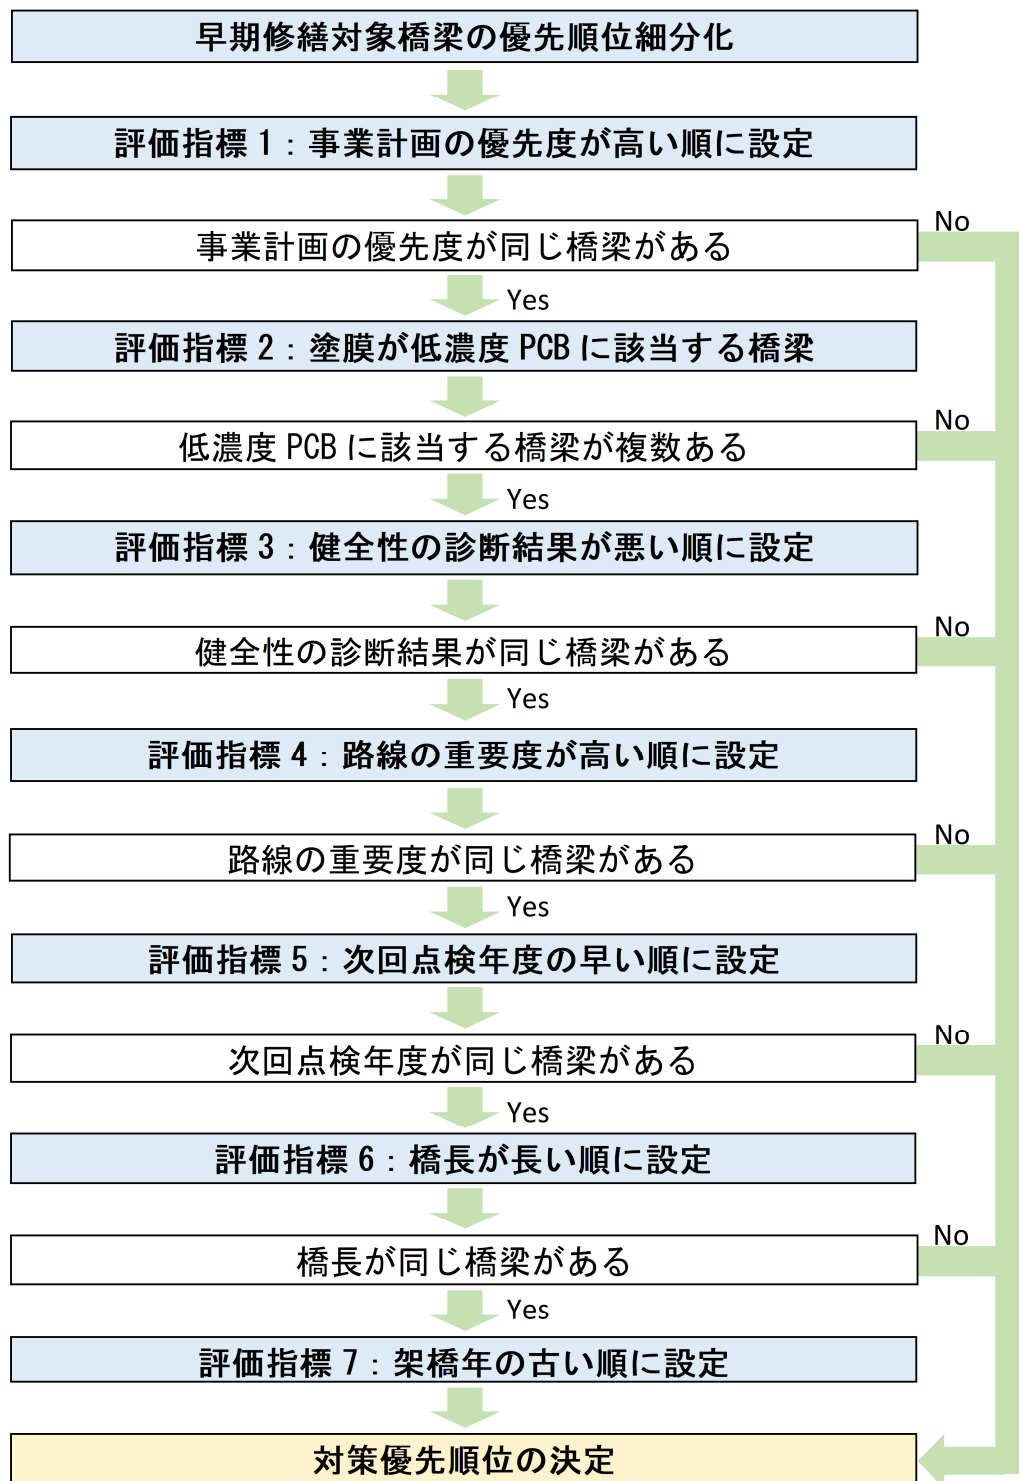 早期修繕対象橋梁の優先順位細分化
評価指標 1：事業計画の優先度が高い順に設定
事業計画の優先度が同じ橋梁がある
No
Yes
評価指標 2：塗膜が低濃度 PCB に該当する橋梁
低濃度 PCB に該当する橋梁が複数ある
No
Yes
評価指標 3：健全性の診断結果が悪い順に設定
健全性の診断結果が同じ橋梁がある
No
Yes
評価指標 4：路線の重要度が高い順に設定
路線の重要度が同じ橋梁がある
No
Yes
評価指標 5：次回点検年度の早い順に設定
次回点検年度が同じ橋梁がある
No
Yes
評価指標 6：橋長が長い順に設定
橋長が同じ橋梁がある
No
Yes
評価指標 7：架橋年の古い順に設定
対策優先順位の決定